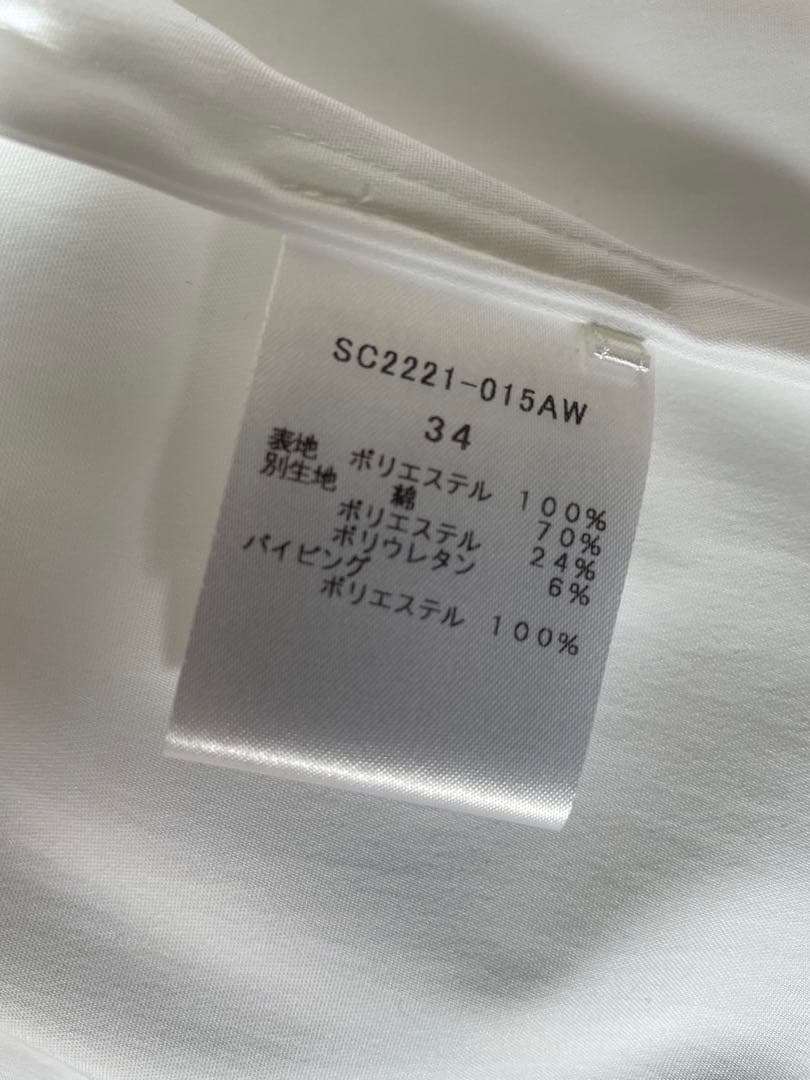 SC2221-015AW
34
表地 ポリエステル 100%
別生地 綿 70%
ポリエステル 24%
ポリウレタン 6%
パイピング
ポリエステル 100%